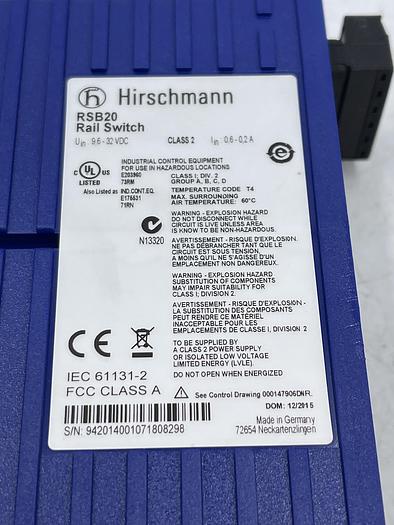 Hirschmann
RSB20
Rail Switch
Uin : 9,6 - 32 VDC CLASS 2 Iin : 0,6 - 0,2 A
INDUSTRIAL CONTROL EQUIPMENT
FOR USE IN HAZARDOUS LOCATIONS
C UL US
LISTED
E203960
73RM
CLASS I; DIV. 2
GROUP A, B, C, D
Also Listed as IND.CONT.EQ.
E175531
71RN
TEMPERATURE CODE T4
MAXIMUM SURROUNDING
AIR TEMPERATURE: 60°C
N13320
WARNING - EXPLOSION HAZARD
DO NOT DISCONNECT WHILE
CIRCUIT IS LIVE UNLESS AREA
IS KNOW TO BE NON-HAZARDOUS.
AVERTISSEMENT - RISQUE D'EXPLOSION.
NE PAS DÉBRANCHER TANT QUE LE
CIRCUIT EST SOUS TENSION
A MOINS QU'IL NE S'AGISSE D'UN
EMPLACEMENT NON DANGEREUX.
WARNING - EXPLOSION HAZARD
SUBSTITUTION OF COMPONENTS
MAY IMPAIR SUITABILITY FOR
CLASS I; DIVISION 2.
AVERTISSEMENT - RISQUE D'EXPLOSION -
LA SUBSTITUTION DES COMPOSANTS
PEUT RENDRE CE MATÉRIEL
INACCEPTABLE POUR LES
EMPLACEMENTS DE CLASSE I, DIVISION 2
CE
TO BE SUPPLIED BY
A CLASS 2 POWER SUPPLY
OR ISOLATED LOW VOLTAGE
LIMITED ENERGY (LVLE).
IEC 61131-2 DO NOT OPEN WHEN ENERGIZED
FCC CLASS A
See Control Drawing 000147906DNR.
DOM: 12/2015
S/N: 942014001071808298
Made in Germany
72654 Neckartenzlingen